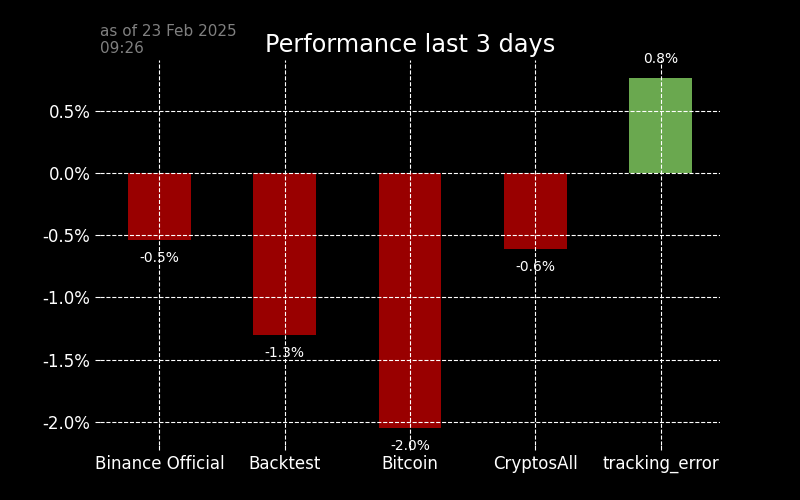 as of 23 Feb 2025
09:26
Performance last 3 days
0.8%
0.5%
0.0%
-0.5%
-1.0%
-1.5%
-2.0%
-0.5%
-1.3%
-2.0%
-0.6%
Binance Official
Backtest
Bitcoin
CryptosAll
tracking_error